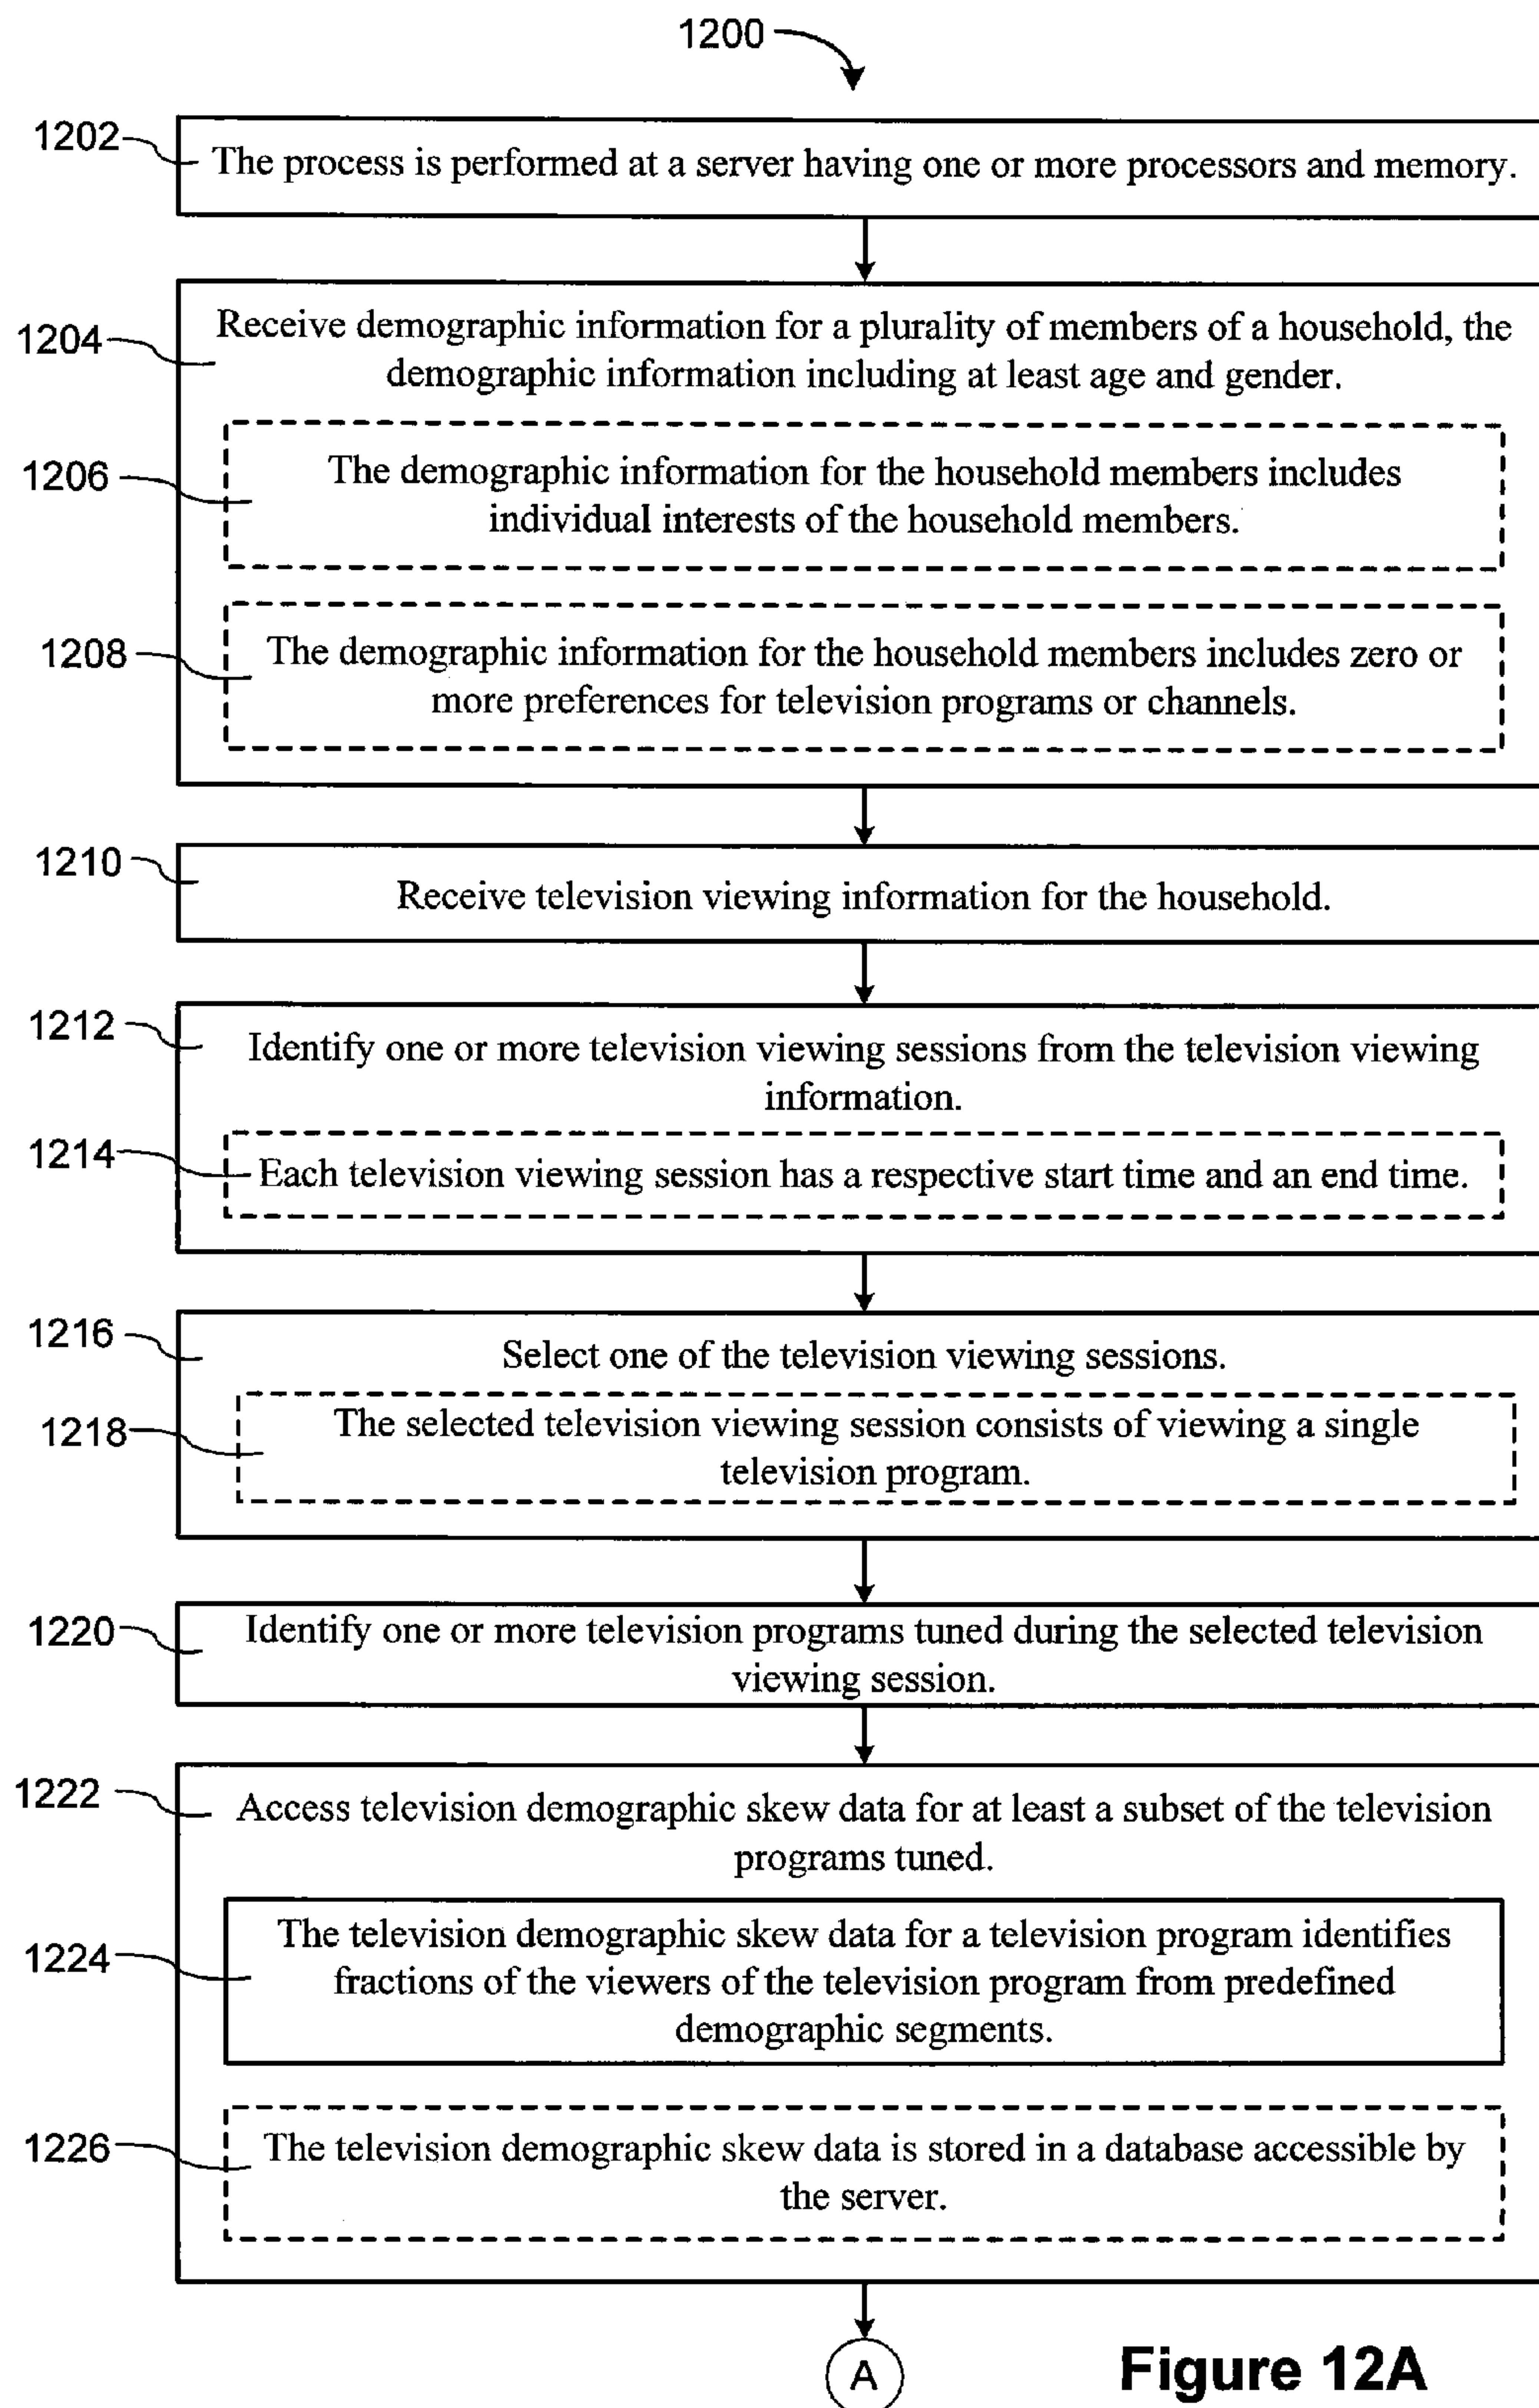 1200
1202
The process is performed at a server having one or more processors and memory.
1204
Receive demographic information for a plurality of members of a household, the
demographic information including at least age and gender.
1206
The demographic information for the household members includes
individual interests of the household members.
1208
The demographic information for the household members includes zero or
more preferences for television programs or channels.
1210
Receive television viewing information for the household.
1212
Identify one or more television viewing sessions from the television viewing
information.
1214
Each television viewing session has a respective start time and an end time.
1216
Select one of the television viewing sessions.
1218
The selected television viewing session consists of viewing a single
television program.
1220
Identify one or more television programs tuned during the selected television
viewing session.
1222
Access television demographic skew data for at least a subset of the television
programs tuned.
1224
The television demographic skew data for a television program identifies
fractions of the viewers of the television program from predefined
demographic segments.
1226
The television demographic skew data is stored in a database accessible by
the server.
A
Figure 12A